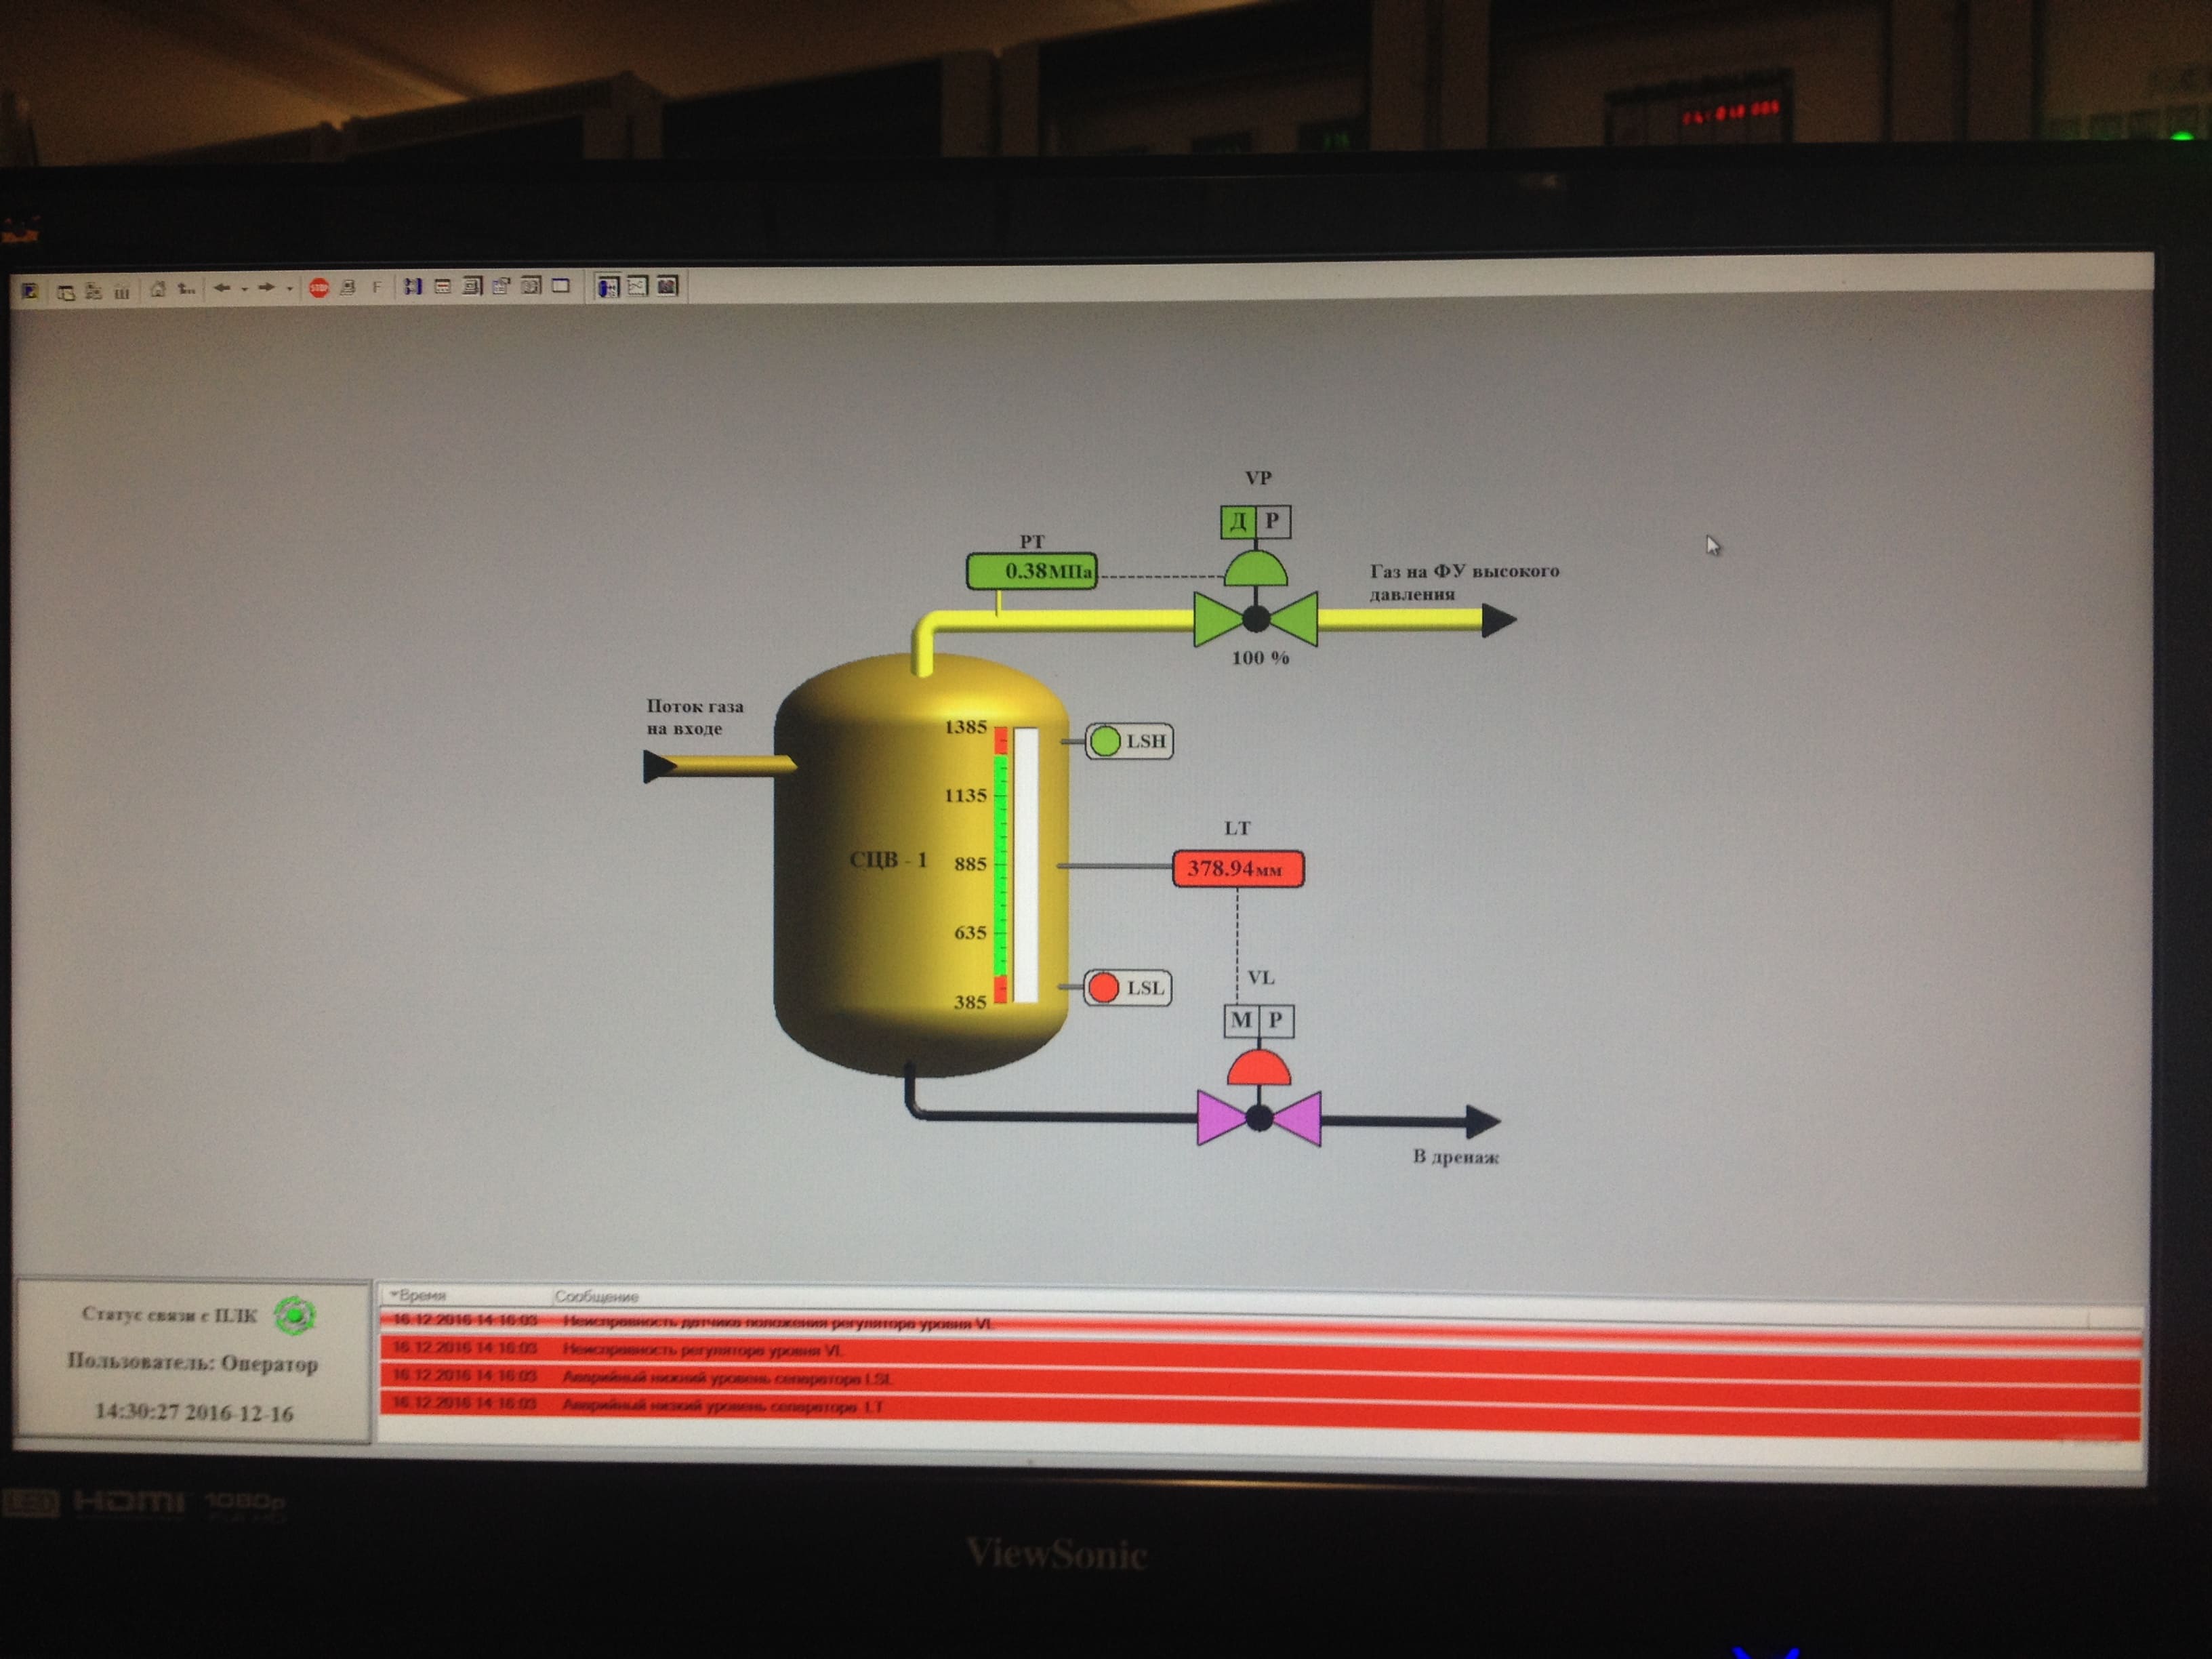 STOP
F
VP
Д Р
РТ
0.38МПа
Газ на ФУ высокого
давления
100 %
Поток газа
на входе
1385
LSH
1135
LT
СЦВ - 1
885
378.94мм
635
VL
LSL
385
М Р
В дренаж
Статус связи с ПЛК
Пользователь: Оператор
14:30:27 2016-12-16
Время Сообщение
16.12.2016 14:16:03 Неисправность датчика положения регулятора уровня VL
16.12.2016 14:16:03 Неисправность регулятора уровня VL
16.12.2016 14:16:03 Аварийный нижний уровень сепаратора LSL
16.12.2016 14:16:03 Аварийный низкий уровень сепаратора LT
LED HDMI 1080p
ViewSonic